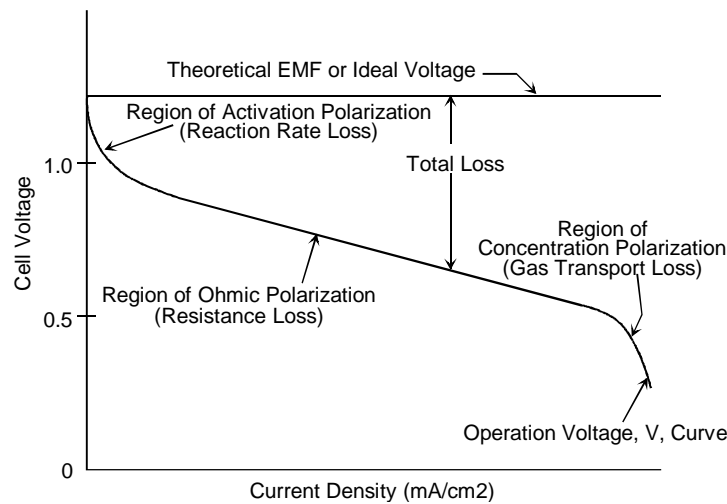 Theoretical EMF or Ideal Voltage
Region of Activation Polarization
(Reaction Rate Loss)
1.0
Total Loss
Region of
Concentration Polarization
(Gas Transport Loss)
Cell Voltage
Region of Ohmic Polarization
(Resistance Loss)
0.5
Operation Voltage, V, Curve
0
Current Density (mA/cm2)